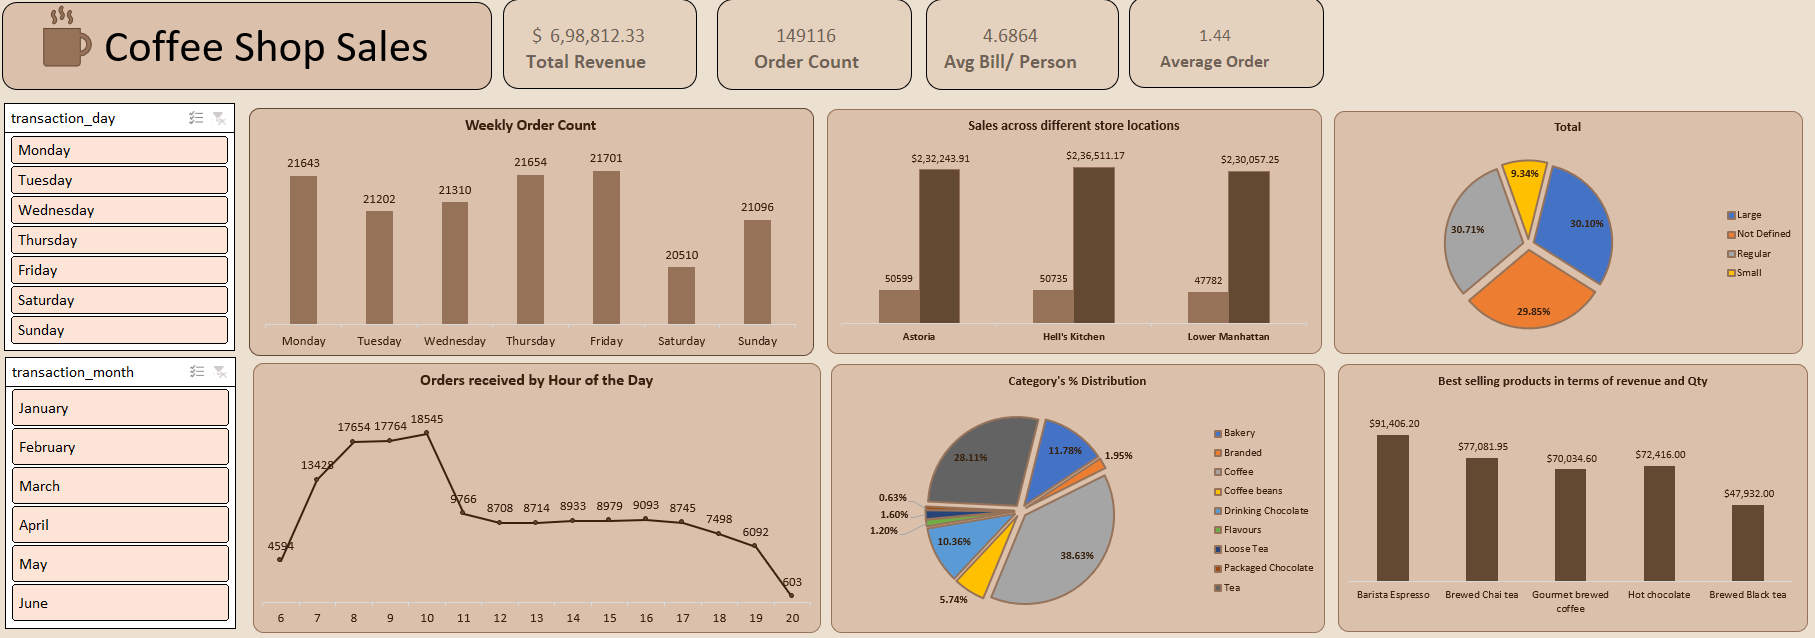 Coffee Shop Sales
$ 6,98,812.33
Total Revenue
149116
Order Count
4.6864
Avg Bill/ Person
1.44
Average Order
transaction_day
Monday
Tuesday
Wednesday
Thursday
Friday
Saturday
Sunday
transaction_month
January
February
March
April
May
June
Weekly Order Count
21643
21202
21310
21654
21701
20510
21096
Monday Tuesday Wednesday Thursday Friday Saturday Sunday
Sales across different store locations
$2,32,243.91
$2,36,511.17
$2,30,057.25
50599
50735
47782
Astoria Hell's Kitchen Lower Manhattan
Total
9.34%
30.10%
30.71%
29.85%
Large
Not Defined
Regular
Small
Orders received by Hour of the Day
4594
13428
17654
17764
18545
9766
8708
8714
8933
8979
9093
8745
7498
6092
603
6 7 8 9 10 11 12 13 14 15 16 17 18 19 20
Category's % Distribution
28.11%
11.78%
1.95%
0.63%
1.60%
1.20%
10.36%
38.63%
5.74%
Bakery
Branded
Coffee
Coffee beans
Drinking Chocolate
Flavours
Loose Tea
Packaged Chocolate
Tea
Best selling products in terms of revenue and Qty
$91,406.20
$77,081.95
$70,034.60
$72,416.00
$47,932.00
Barista Espresso Brewed Chai tea Gourmet brewed Hot chocolate Brewed Black tea
coffee